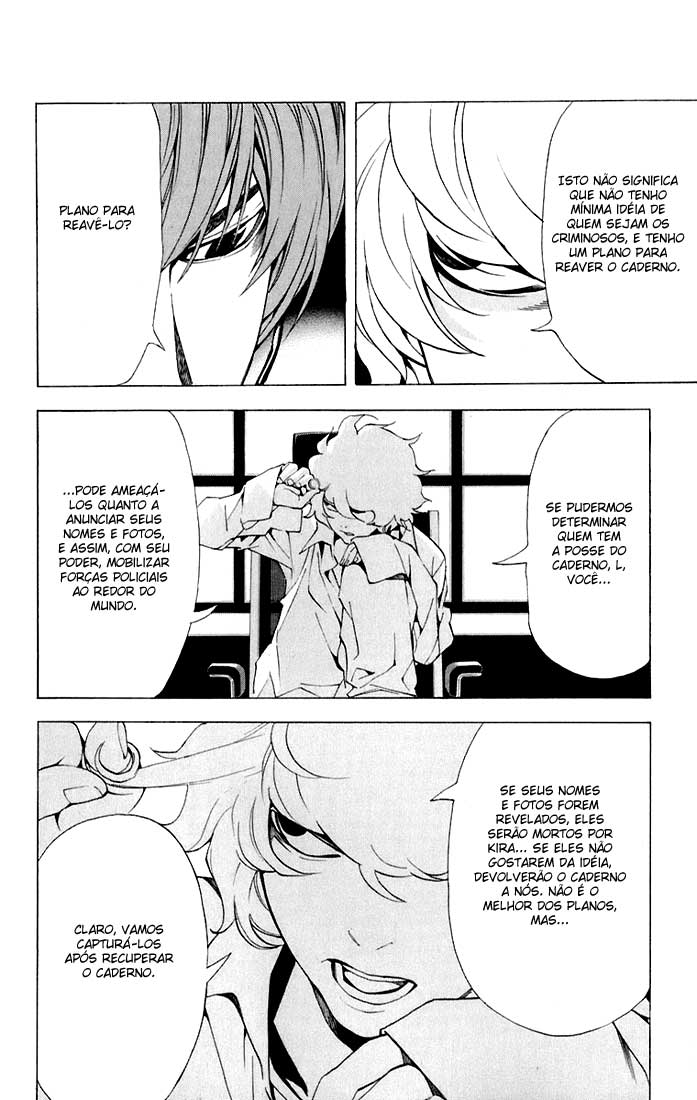 ISTO NÃO SIGNIFICA
QUE NÃO TENHO
MÍNIMA IDÉIA DE
QUEM SEJAM OS
CRIMINOSOS, E TENHO
UM PLANO PARA
REAVER O CADERNO.
PLANO PARA
REAVÊ-LO?
SE PUDERMOS
DETERMINAR
QUEM TEM
A POSSE DO
CADERNO, L,
VOCÊ...
...PODE AMEAÇÁ-
LOS QUANTO A
ANUNCIAR SEUS
NOMES E FOTOS,
E ASSIM, COM SEU
PODER, MOBILIZAR
FORÇAS POLICIAIS
AO REDOR DO
MUNDO.
SE SEUS NOMES
E FOTOS FOREM
REVELADOS, ELES
SERÃO MORTOS POR
KIRA... SE ELES NÃO
GOSTAREM DA IDÉIA,
DEVOLVERÃO O CADERNO
A NÓS. NÃO É O
MELHOR DOS PLANOS,
MAS...
CLARO, VAMOS
CAPTURÁ-LOS
APÓS RECUPERAR
O CADERNO.